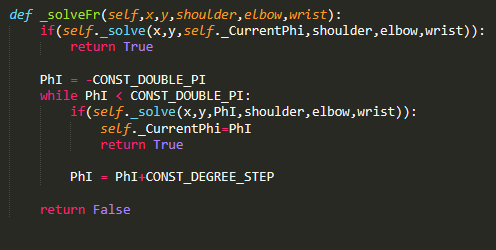 def _solveFr(self,x,y,shoulder,elbow,wrist):
    if(self._solve(x,y,self._CurrentPhi,shoulder,elbow,wrist)):
        return True

    PhI = -CONST_DOUBLE_PI
    while PhI < CONST_DOUBLE_PI:
        if(self._solve(x,y,PhI,shoulder,elbow,wrist)):
            self._CurrentPhi=PhI
            return True

        PhI = PhI+CONST_DEGREE_STEP

    return False